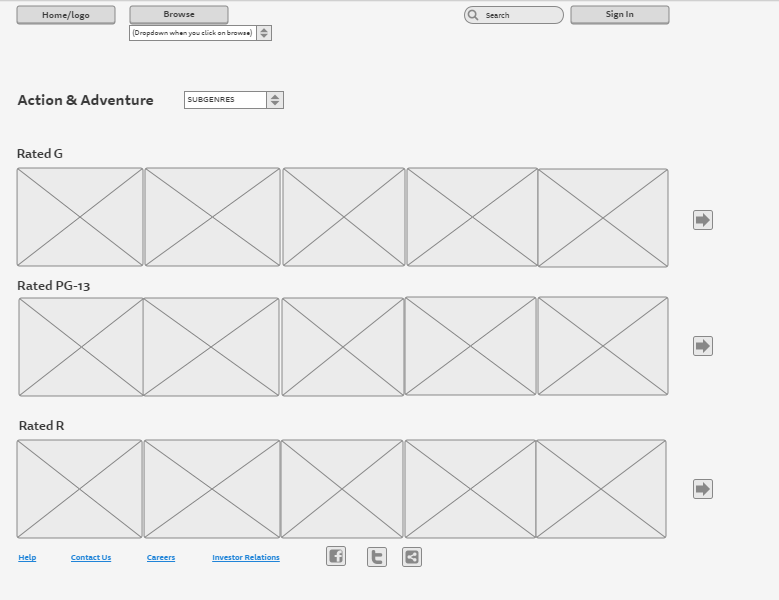 Home/logo
Browse
Search
Sign In
(Dropdown when you click on browse)
Action & Adventure
SUBGENRES
Rated G
Rated PG-13
Rated R
Help
Contact Us
Careers
Investor Relations